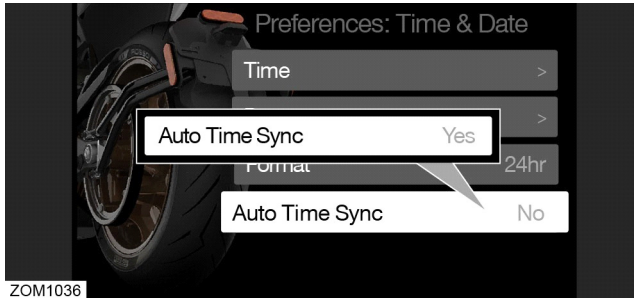 Preferences: Time & Date
Time >
>
Auto Time Sync Yes
Format 24hr
Auto Time Sync No
ZOM1036